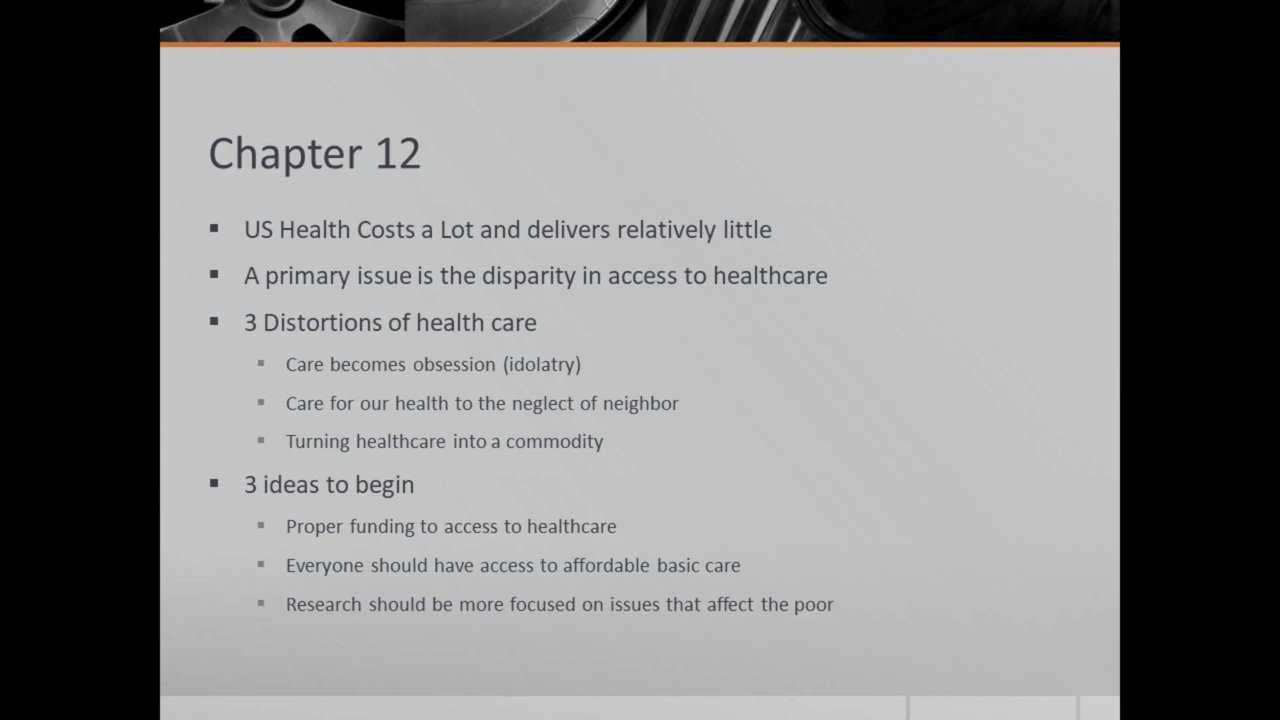 Chapter 12
US Health Costs a Lot and delivers relatively little
A primary issue is the disparity in access to healthcare
3 Distortions of health care
Care becomes obsession (idolatry)
Care for our health to the neglect of neighbor
Turning healthcare into a commodity
3 ideas to begin
Proper funding to access to healthcare
Everyone should have access to affordable basic care
Research should be more focused on issues that affect the poor